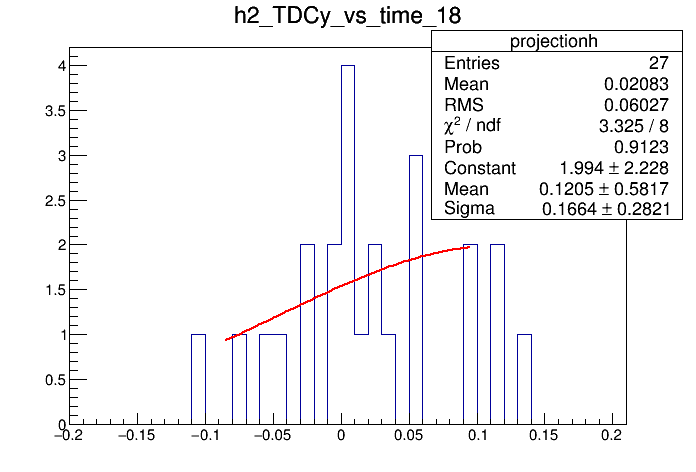 h2_TDCy_vs_time_18
projectionh
Entries 27
Mean 0.02083
RMS 0.06027
χ² / ndf 3.325 / 8
Prob 0.9123
Constant 1.994 ± 2.228
Mean 0.1205 ± 0.5817
Sigma 0.1664 ± 0.2821
4
3.5
3
2.5
2
1.5
1
0.5
0
−0.2 −0.15 −0.1 −0.05 0 0.05 0.1 0.15 0.2